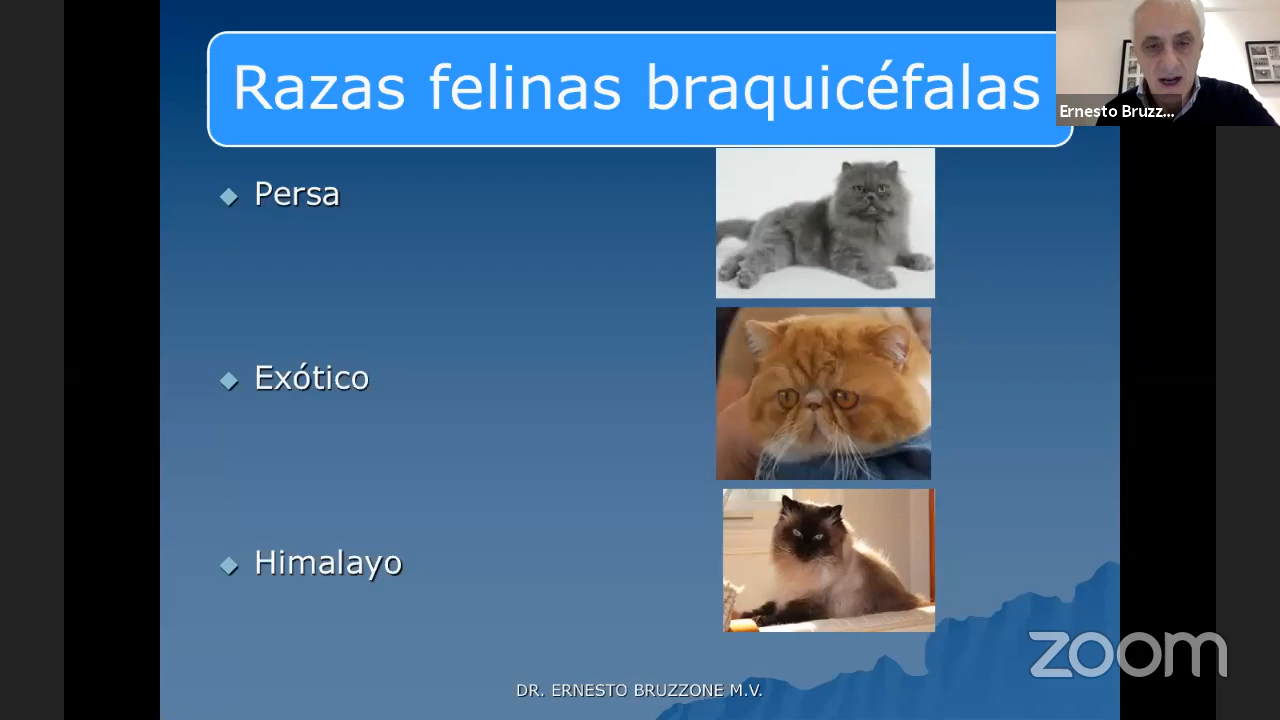 Razas felinas braquicéfalas
Ernesto Bruzz...
Persa
Exótico
Himalayo
zoom
DR. ERNESTO BRUZZONE M.V.